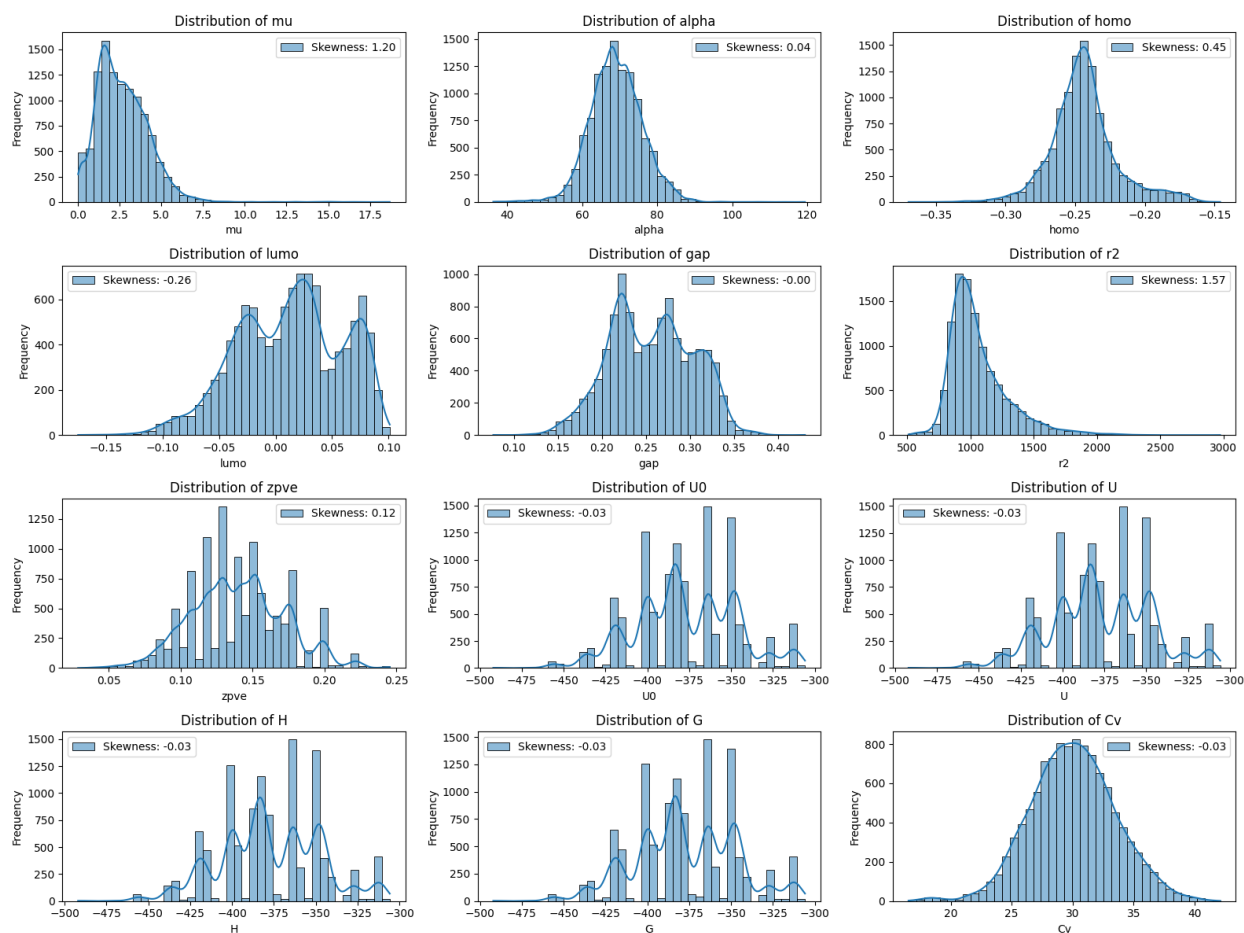 Distribution of mu
Skewness: 1.20
Frequency
1500
1250
1000
750
500
250
0
0.0 2.5 5.0 7.5 10.0 12.5 15.0 17.5
mu
Distribution of alpha
Skewness: 0.04
Frequency
1500
1250
1000
750
500
250
0
40 60 80 100 120
alpha
Distribution of homo
Skewness: 0.45
Frequency
1500
1250
1000
750
500
250
0
−0.35 −0.30 −0.25 −0.20 −0.15
homo
Distribution of lumo
Skewness: -0.26
Frequency
600
400
200
0
−0.15 −0.10 −0.05 0.00 0.05 0.10
lumo
Distribution of gap
Skewness: -0.00
Frequency
1000
800
600
400
200
0
0.10 0.15 0.20 0.25 0.30 0.35 0.40
gap
Distribution of r2
Skewness: 1.57
Frequency
1500
1000
500
0
500 1000 1500 2000 2500 3000
r2
Distribution of zpve
Skewness: 0.12
Frequency
1250
1000
750
500
250
0
0.05 0.10 0.15 0.20 0.25
zpve
Distribution of U0
Skewness: -0.03
Frequency
1500
1250
1000
750
500
250
0
−500 −475 −450 −425 −400 −375 −350 −325 −300
U0
Distribution of U
Skewness: -0.03
Frequency
1500
1250
1000
750
500
250
0
−500 −475 −450 −425 −400 −375 −350 −325 −300
U
Distribution of H
Skewness: -0.03
Frequency
1500
1250
1000
750
500
250
0
−500 −475 −450 −425 −400 −375 −350 −325 −300
H
Distribution of G
Skewness: -0.03
Frequency
1500
1250
1000
750
500
250
0
−500 −475 −450 −425 −400 −375 −350 −325 −300
G
Distribution of Cv
Skewness: -0.03
Frequency
800
600
400
200
0
20 25 30 35 40
Cv